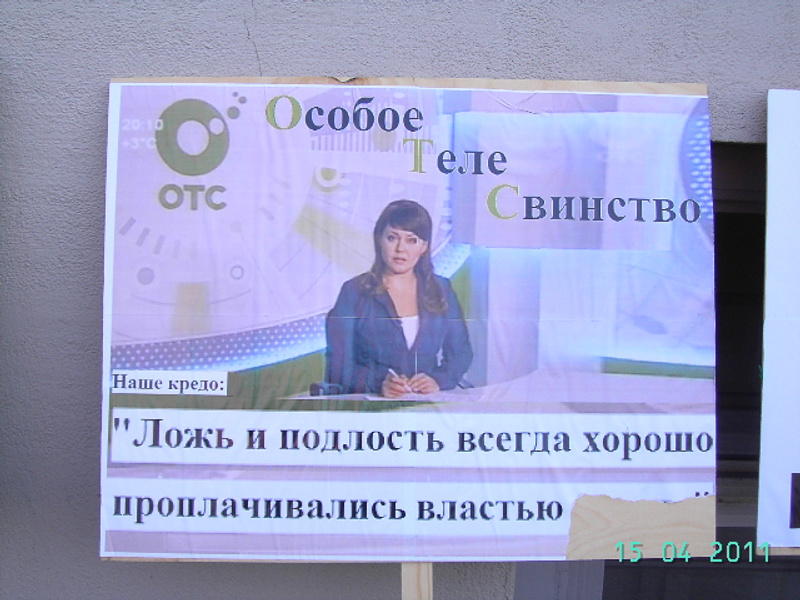 Особое
20:10
+3°C
Теле
ОТС
Свинство
Наше кредо:
"Ложь и подлость всегда хорошо
проплачивались властью
15 04 2011